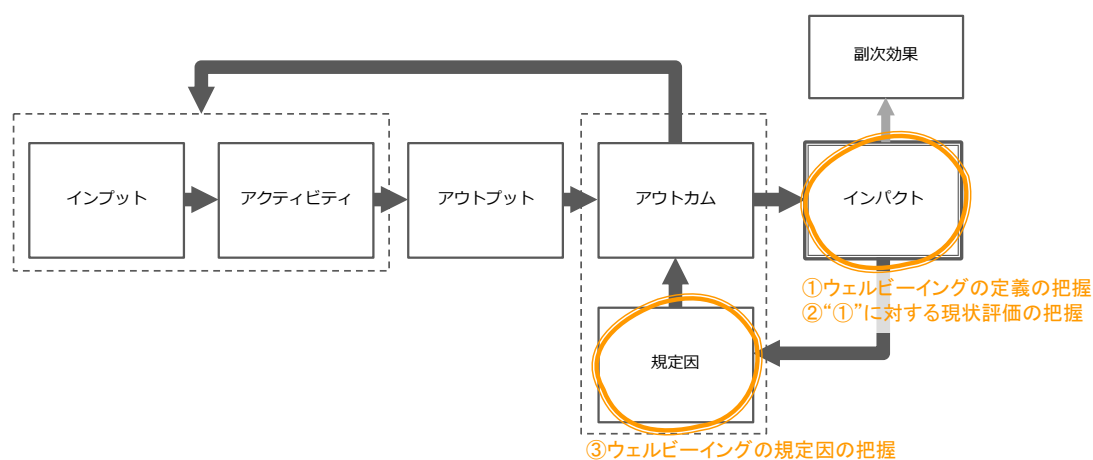 副次効果
インプット
アクティビティ
アウトプット
アウトカム
インパクト
①ウェルビーイングの定義の把握
②“①”に対する現状評価の把握
規定因
③ウェルビーイングの規定因の把握